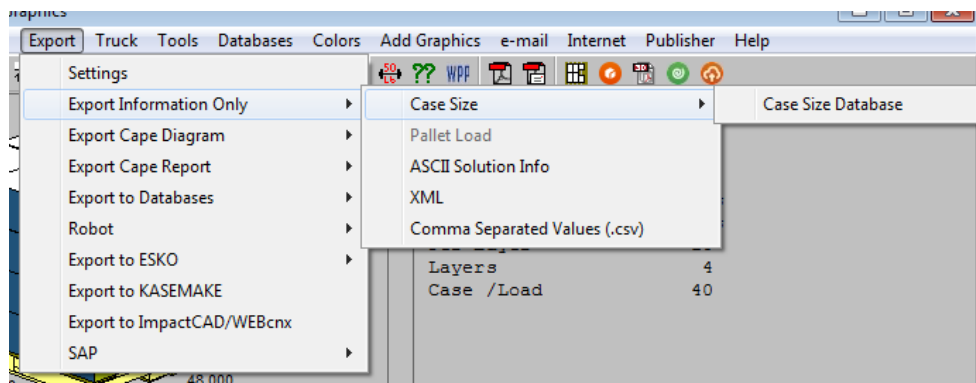 Export Truck Tools Databases Colors Add Graphics e-mail Internet Publisher Help
Settings
?? WPP
Export Information Only
Case Size
Case Size Database
Export Cape Diagram
Pallet Load
Export Cape Report
ASCII Solution Info
Export to Databases
XML
Robot
Comma Separated Values (.csv)
Export to ESKO
Layers 4
Export to KASEMAKE
Case /Load 40
Export to ImpactCAD/WEBcnx
SAP
48.000